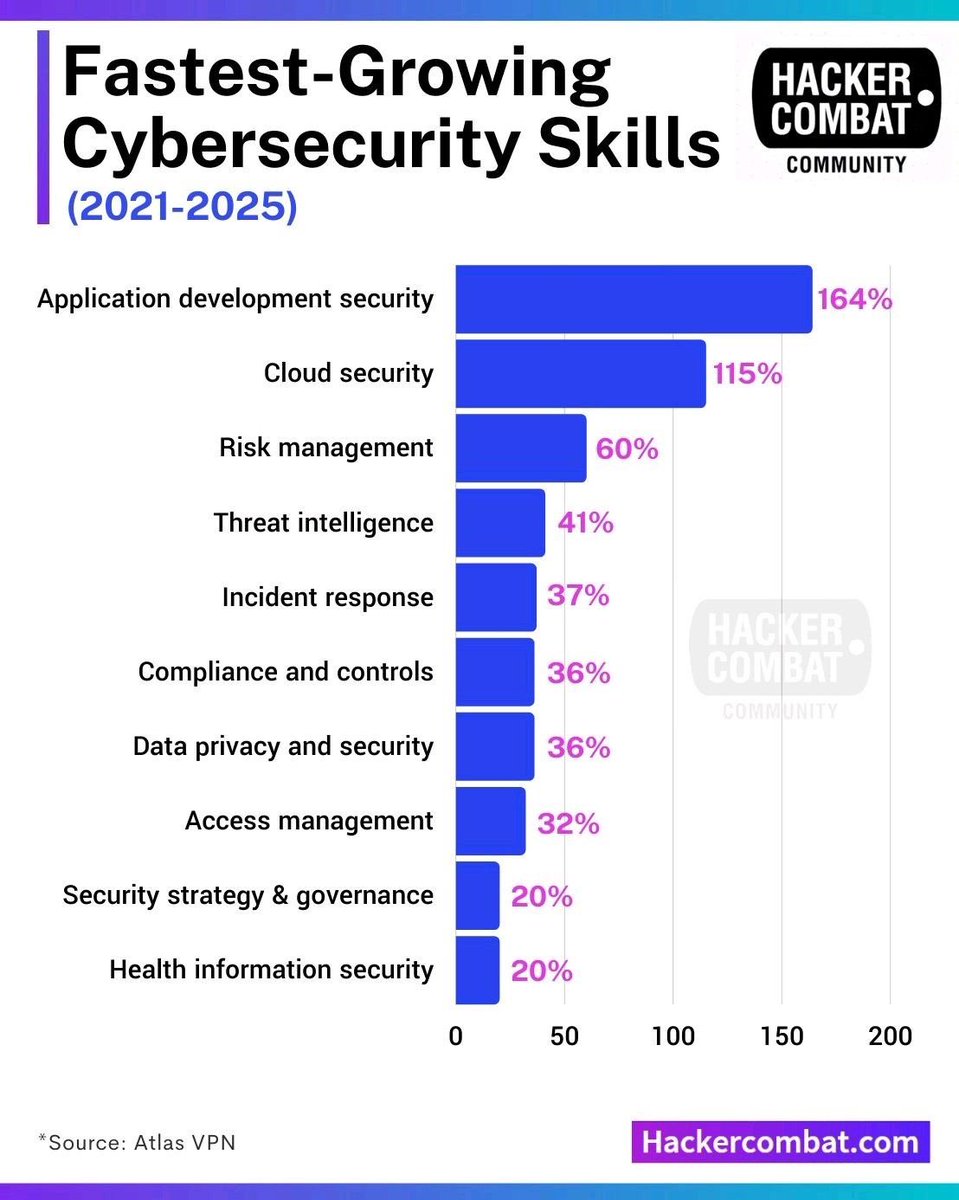 Fastest-Growing
Cybersecurity Skills
(2021-2025)
HACKER
COMBAT
COMMUNITY
Application development security 164%
Cloud security 115%
Risk management 60%
Threat intelligence 41%
Incident response 37%
HACKER
COMBAT
COMMUNITY
Compliance and controls 36%
Data privacy and security 36%
Access management 32%
Security strategy & governance 20%
Health information security 20%
0 50 100 150 200
*Source: Atlas VPN
Hackercombat.com